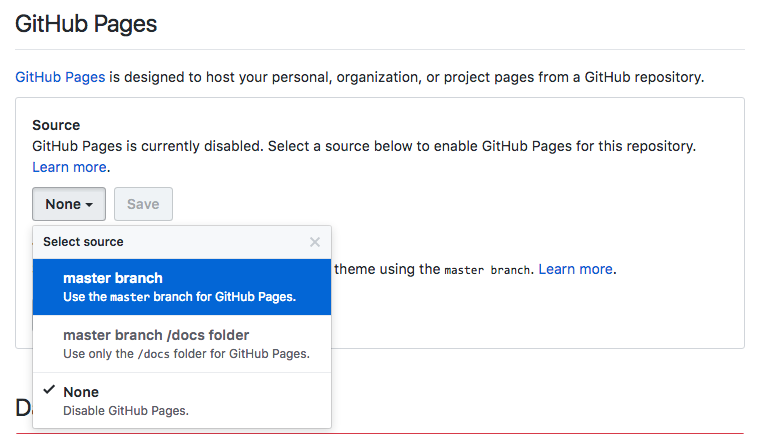 GitHub Pages
GitHub Pages is designed to host your personal, organization, or project pages from a GitHub repository.
Source
GitHub Pages is currently disabled. Select a source below to enable GitHub Pages for this repository.
Learn more.
None Save
Select source
master branch
Use the master branch for GitHub Pages.
theme using the master branch. Learn more.
master branch /docs folder
Use only the /docs folder for GitHub Pages.
None
Disable GitHub Pages.